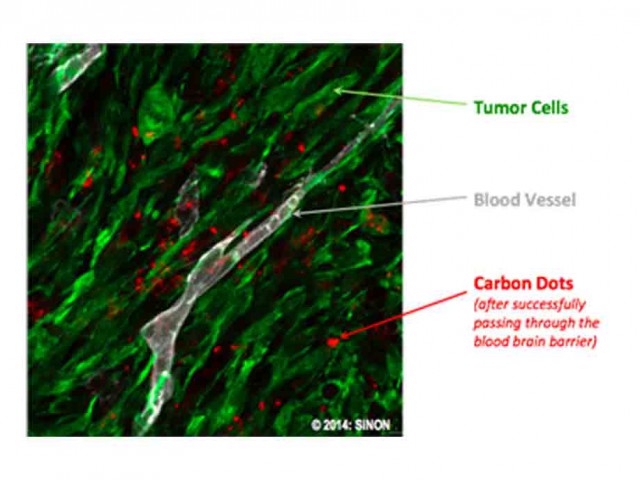 Tumor Cells
Blood Vessel
Carbon Dots
(after successfully
passing through the
blood brain barrier)
© 2014: SiNON